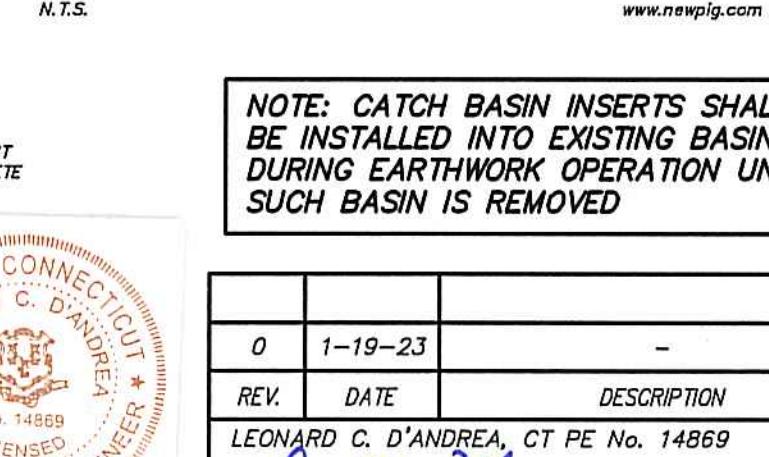 N.T.S.
www.newpig.com
NOTE: CATCH BASIN INSERTS SHAL
BE INSTALLED INTO EXISTING BASIN
DURING EARTHWORK OPERATION UN
SUCH BASIN IS REMOVED
CONNECTICUT
C. D'ANDREA
14869
ENSED
EER
0 1-19-23 -
REV. DATE DESCRIPTION
LEONARD C. D'ANDREA, CT PE No. 14869